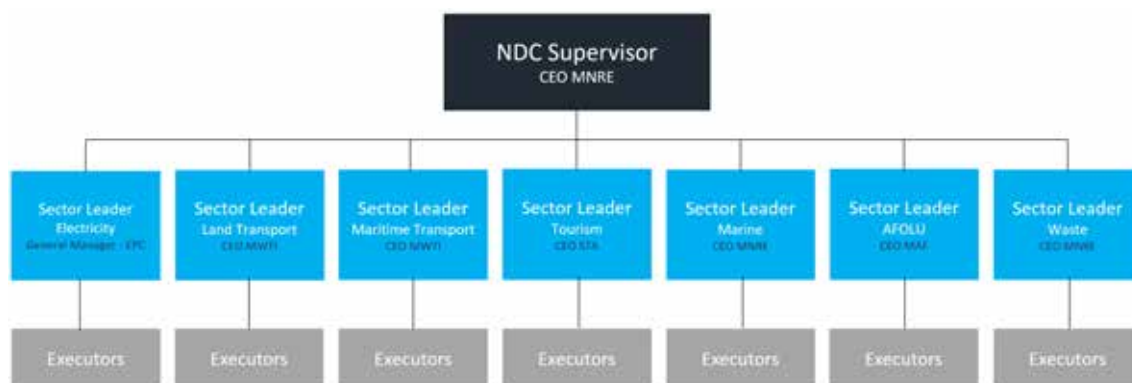 NDC Supervisor
CEO MNRE
Sector Leader
Electricity
General Manager - EPC
Sector Leader
Land Transport
CEO MWTI
Sector Leader
Maritime Transport
CEO MWTI
Sector Leader
Tourism
CEO STA
Sector Leader
Marine
CEO MNRE
Sector Leader
AFOLU
CEO MAF
Sector Leader
Waste
CEO MNRE
Executors
Executors
Executors
Executors
Executors
Executors
Executors